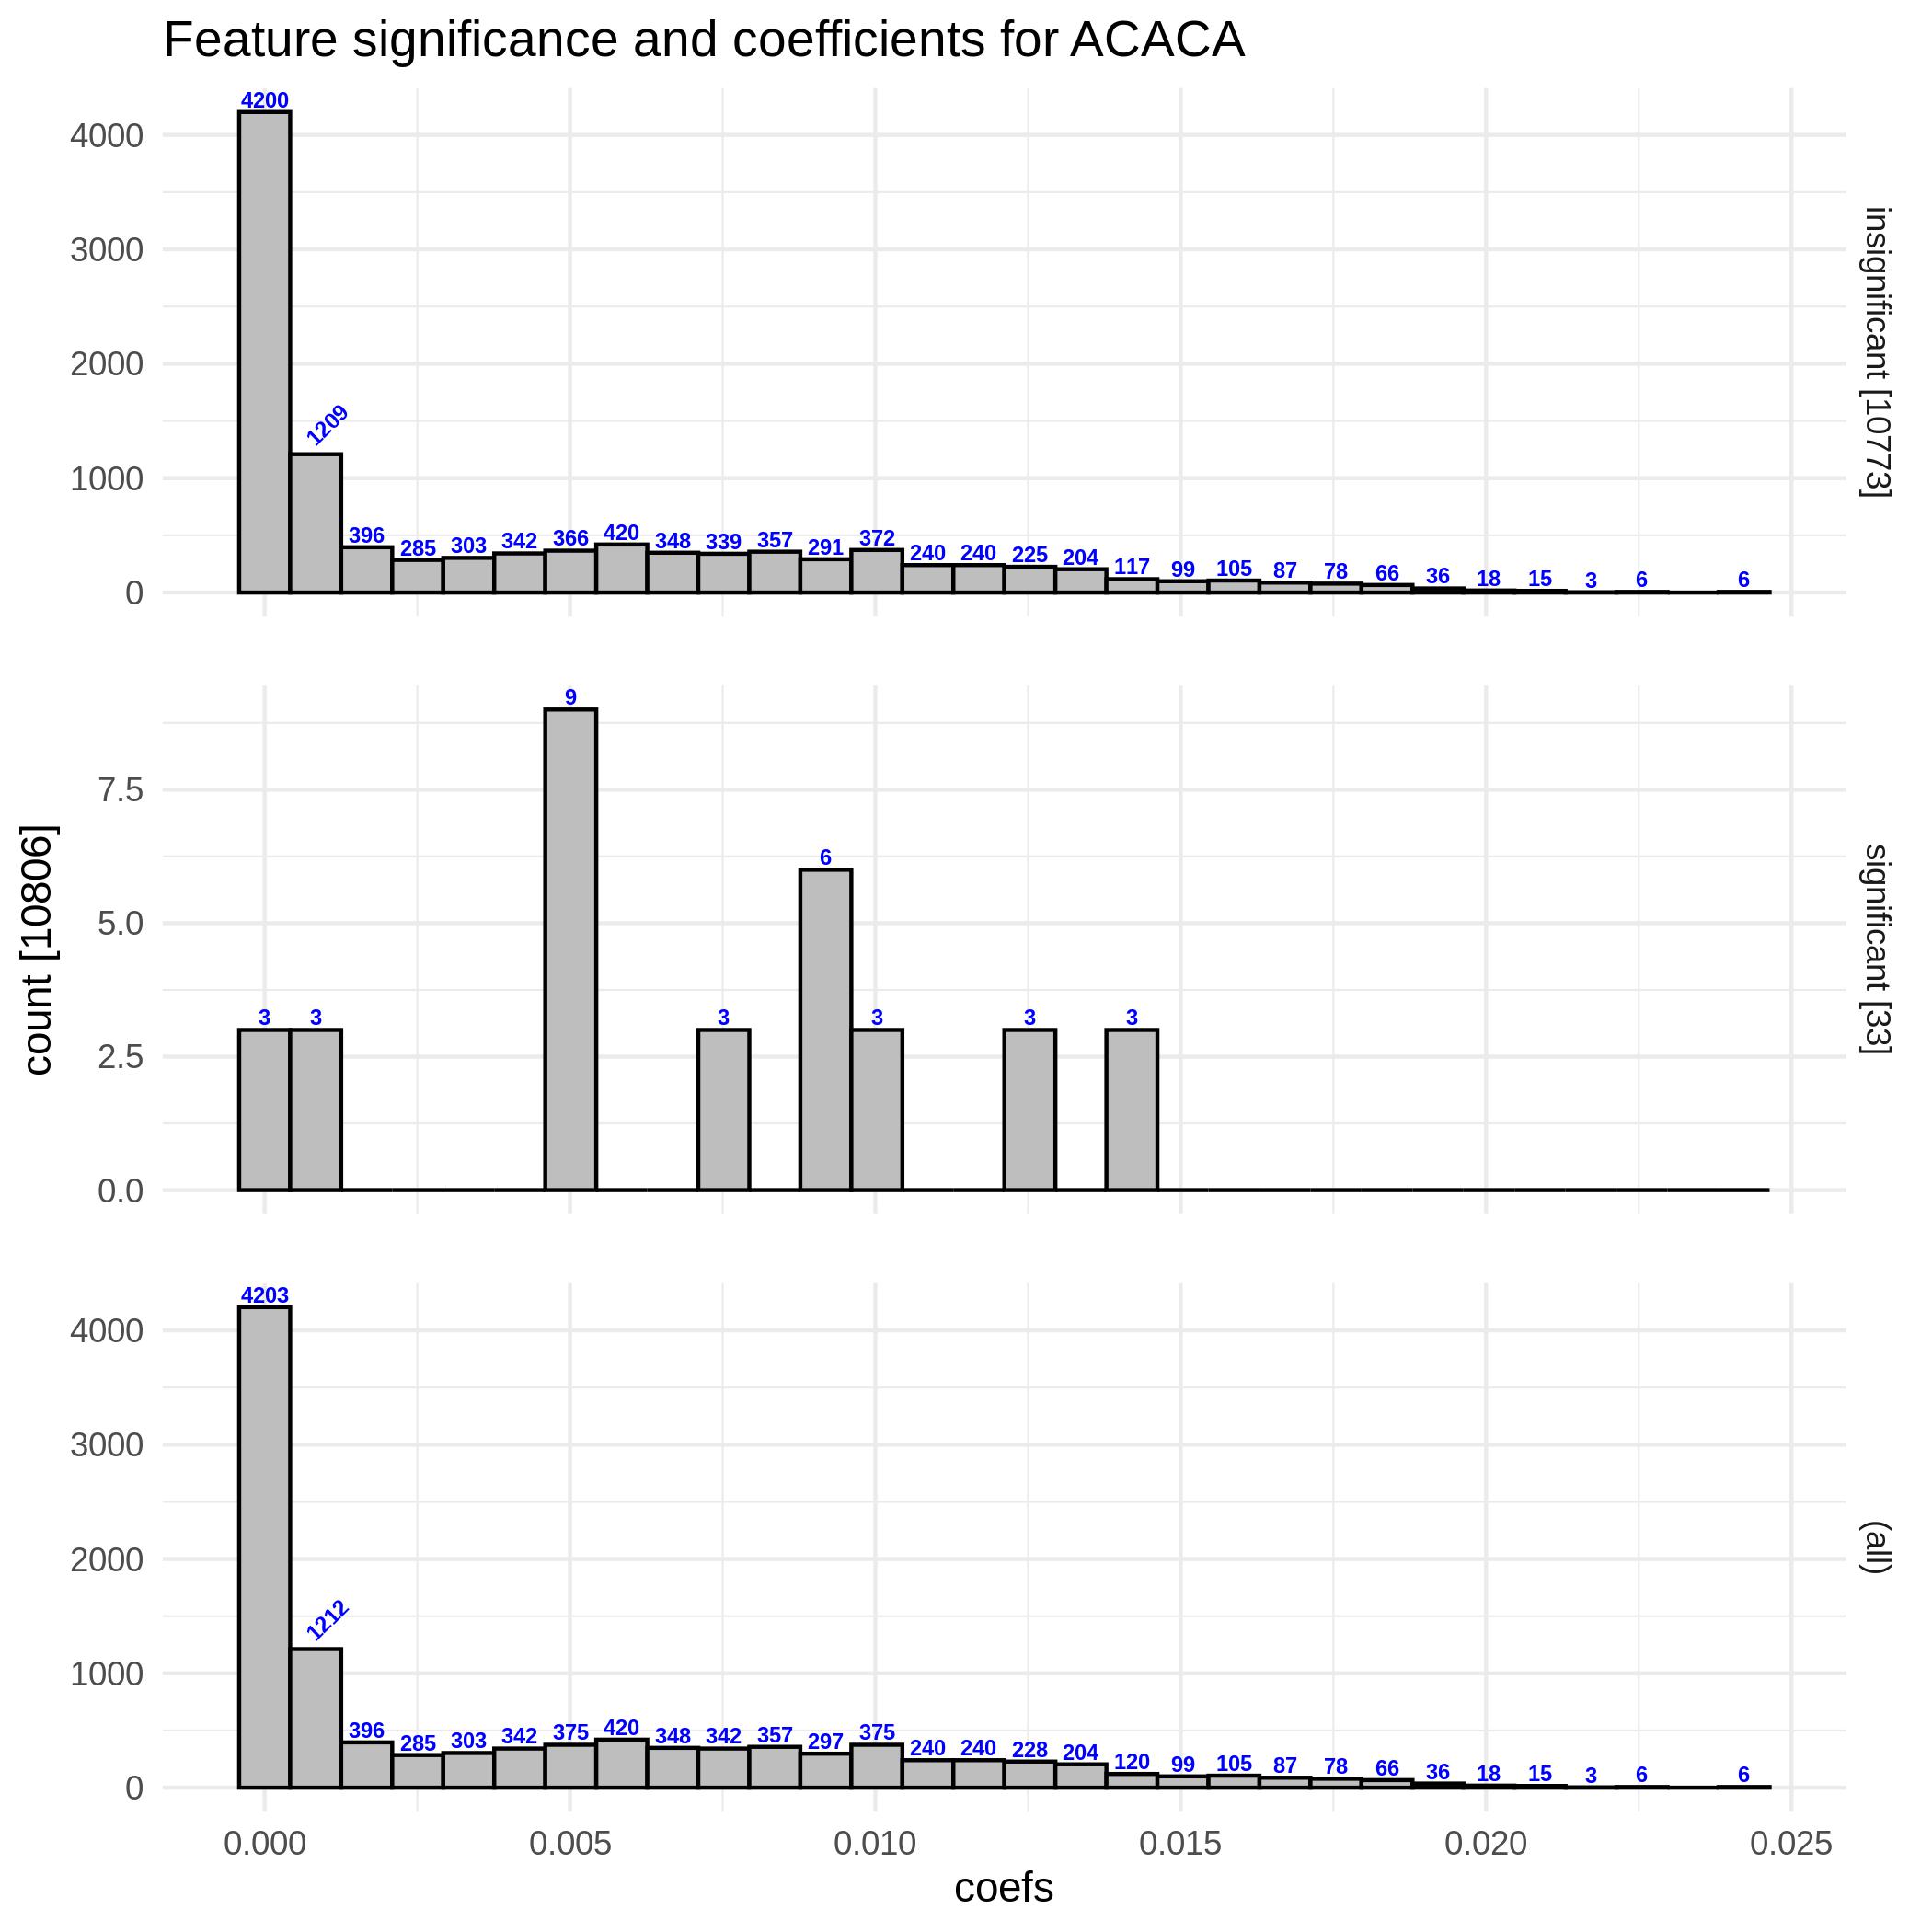 Feature significance and coefficients for ACACA
4200
4000
3000
2000
1209
1000
396 285 303 342 366 420 348 339 357 291 372 240 240 225 204 117 99 105 87 78 66 36 18 15 3 6 6
0
insignificant [10773]
9
7.5
6
5.0
3 3 3 3 3 3
2.5
0.0
significant [33]
count [10806]
4203
4000
3000
2000
1212
1000
396 285 303 342 375 420 348 342 357 297 375 240 240 228 204 120 99 105 87 78 66 36 18 15 3 6 6
0
(all)
0.000 0.005 0.010 0.015 0.020 0.025
coefs